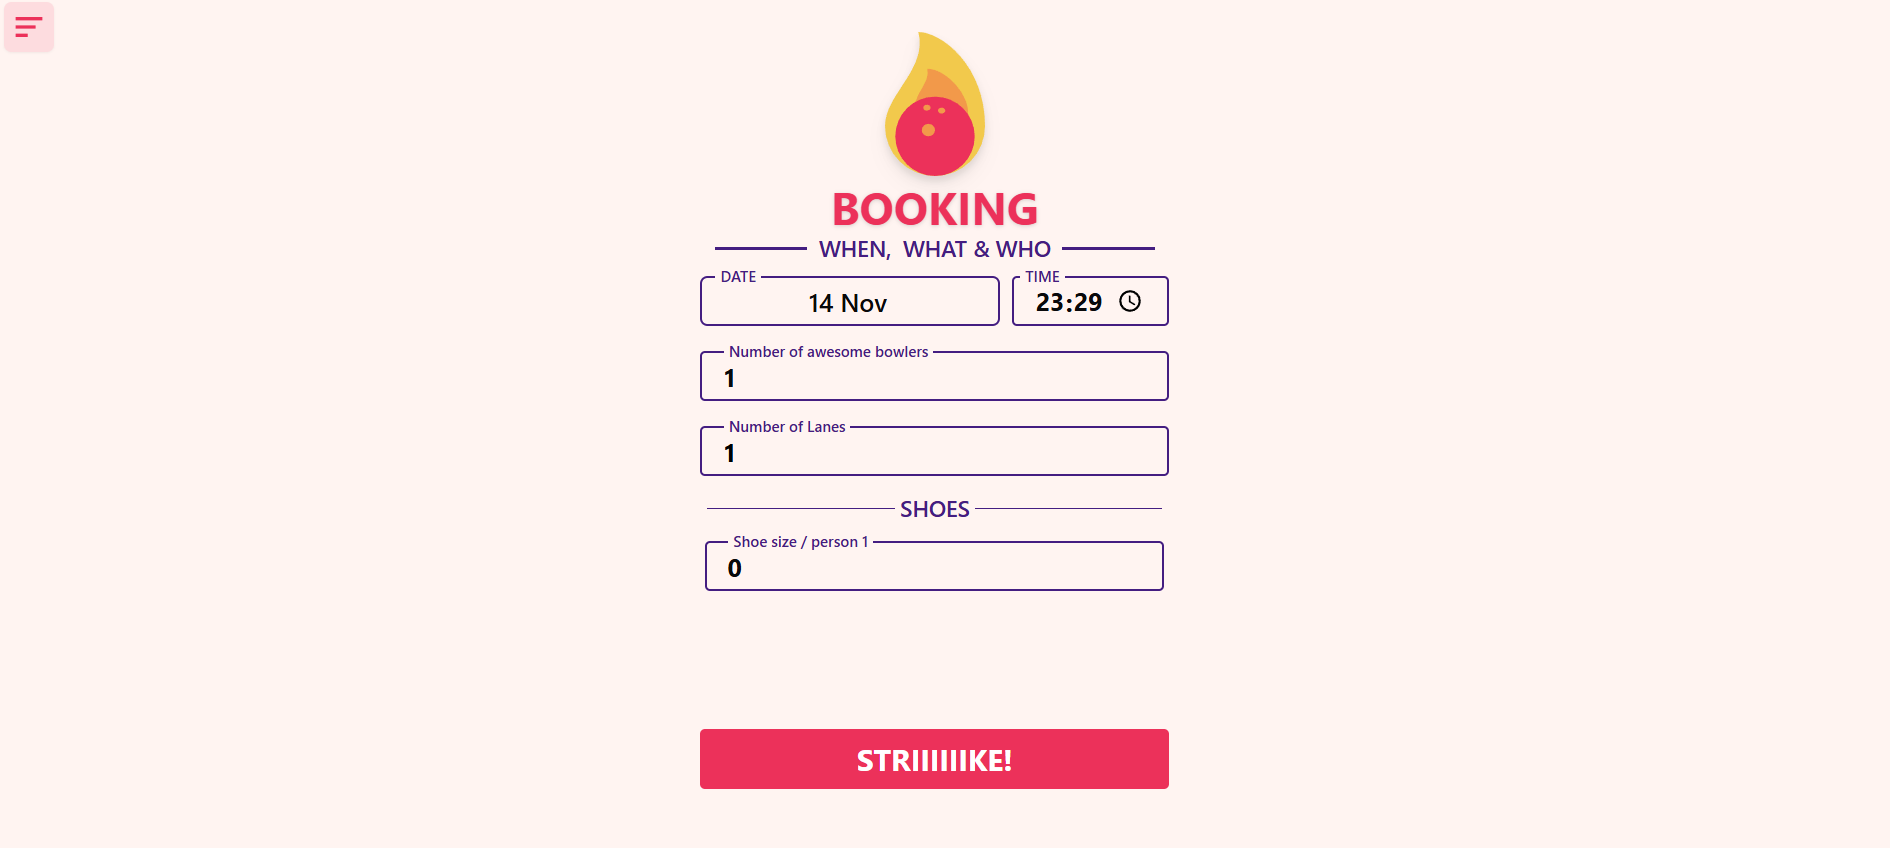 BOOKING
WHEN,  WHAT & WHO
DATE
14 Nov
TIME
23:29
Number of awesome bowlers
1
Number of Lanes
1
SHOES
Shoe size / person 1
0
STRIIIIIIKE!